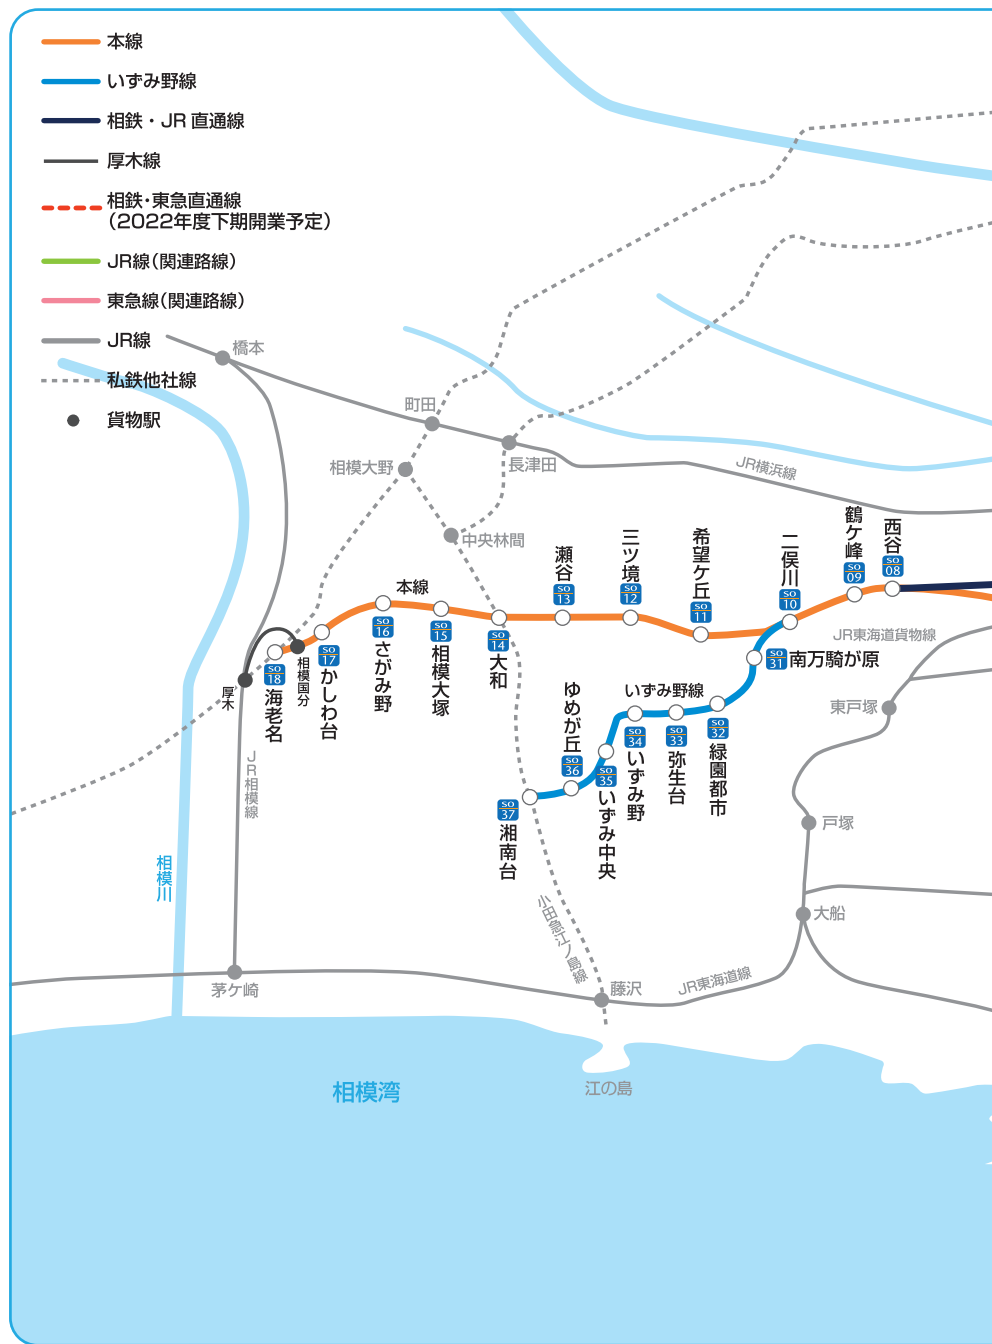 本線
いずみ野線
相鉄・JR 直通線
厚木線
相鉄・東急直通線
（2022年度下期開業予定）
JR線（関連路線）
東急線（関連路線）
JR線
私鉄他社線
貨物駅
橋本
町田
相模大野
長津田
JR横浜線
中央林間
本線
海老名
SO
18
相模国分
かしわ台
SO
17
さがみ野
SO
16
相模大塚
SO
15
大和
SO
14
瀬谷
SO
13
三ツ境
SO
12
希望ケ丘
SO
11
二俣川
SO
10
鶴ケ峰
SO
09
西谷
SO
08
厚木
JR相模線
相模川
JR東海道貨物線
SO
31
南万騎が原
いずみ野線
SO
32
緑園都市
SO
33
弥生台
SO
34
いずみ野
SO
35
いずみ中央
ゆめが丘
SO
36
SO
37
湘南台
東戸塚
戸塚
大船
小田急江ノ島線
茅ケ崎
藤沢
JR東海道線
江の島
相模湾